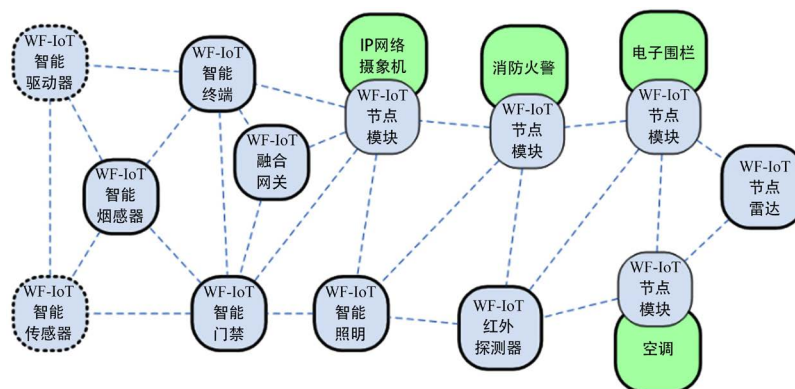 WF-IoT
智能
驱动器
WF-IoT
智能
终端
IP网络
摄象机
WF-IoT
节点
模块
消防火警
WF-IoT
节点
模块
电子围栏
WF-IoT
节点
模块
WF-IoT
融合
网关
WF-IoT
智能
烟感器
WF-IoT
节点
雷达
WF-IoT
智能
传感器
WF-IoT
智能
门禁
WF-IoT
智能
照明
WF-IoT
红外
探测器
WF-IoT
节点
模块
空调